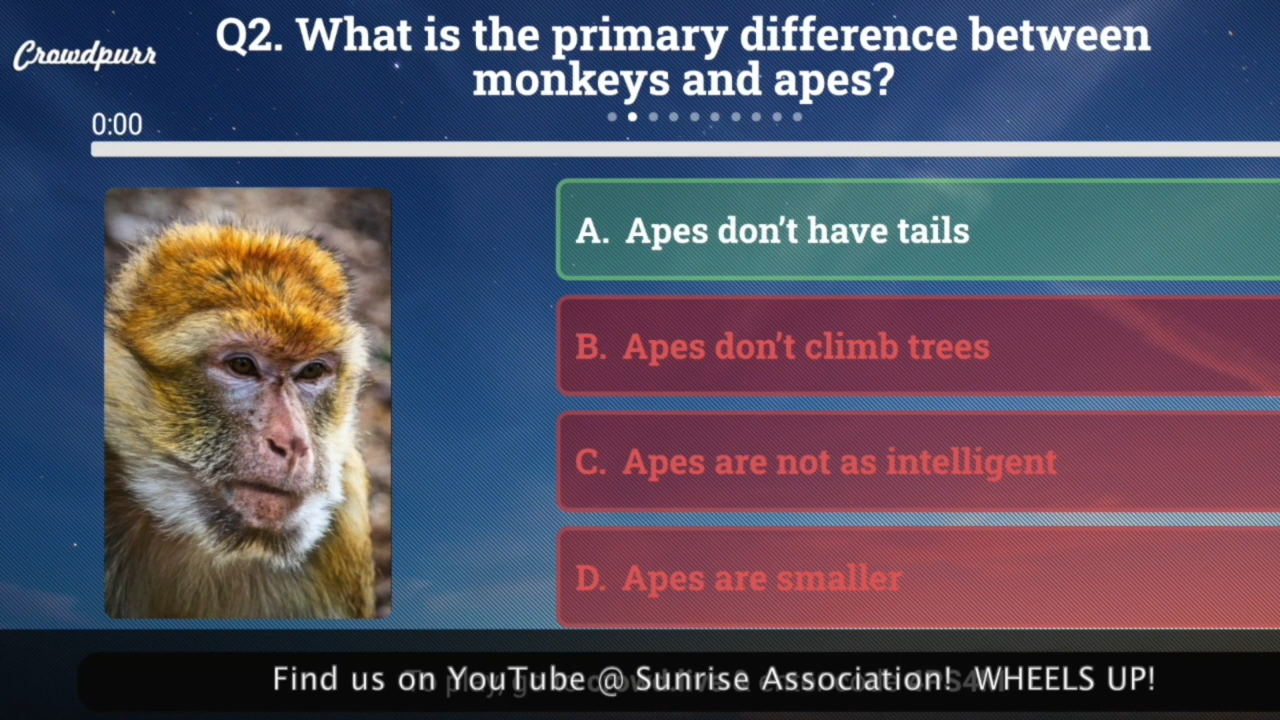 Crowdpurr
Q2. What is the primary difference between
monkeys and apes?
0:00
A. Apes don't have tails
B. Apes don't climb trees
C. Apes are not as intelligent
D. Apes are smaller
Find us on YouTube @ Sunrise Association! WHEELS UP!